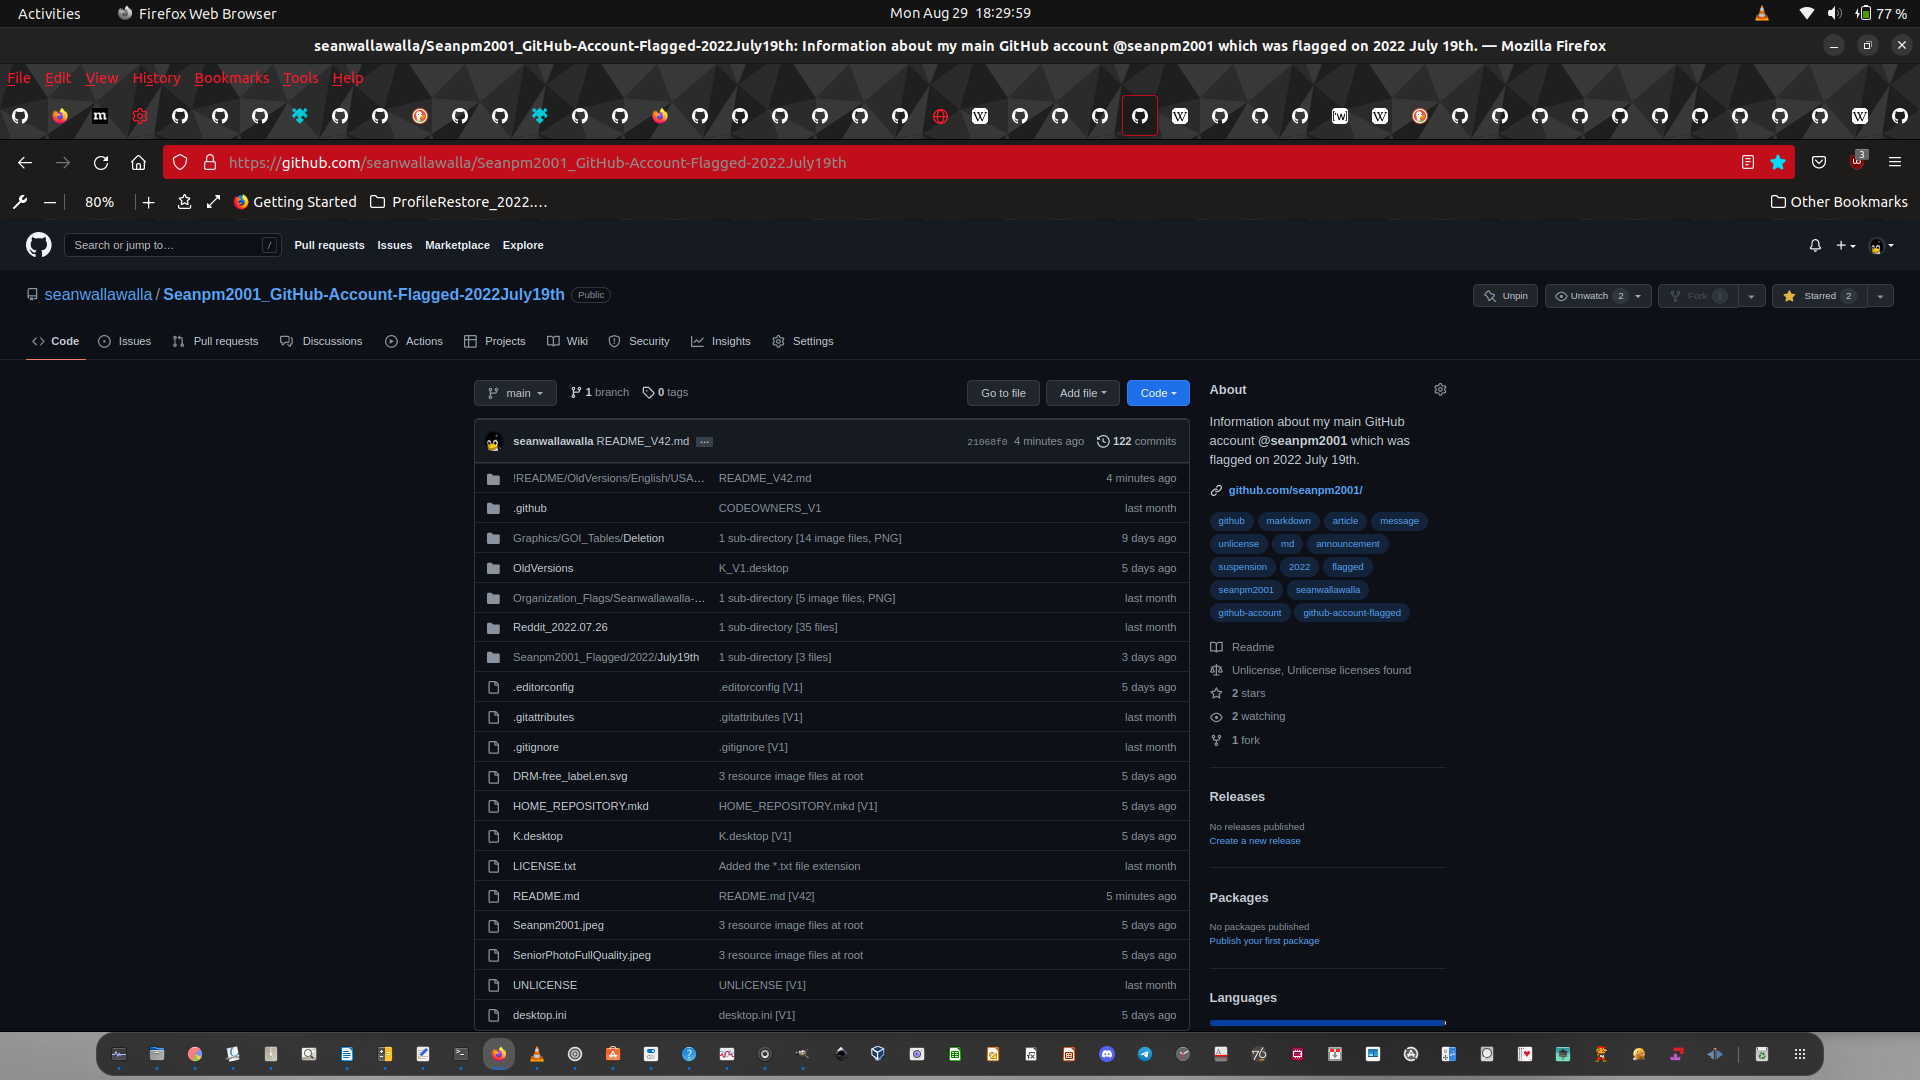 Activities Firefox Web Browser Mon Aug 29 18:29:59 77 %
seanwallawalla/Seanpm2001_GitHub-Account-Flagged-2022July19th: Information about my main GitHub account @seanpm2001 which was flagged on 2022 July 19th. — Mozilla Firefox
File Edit View History Bookmarks Tools Help
https://github.com/seanwallawalla/Seanpm2001_GitHub-Account-Flagged-2022July19th 3
80% Getting Started ProfileRestore_2022.... Other Bookmarks
Search or jump to... / Pull requests Issues Marketplace Explore
seanwallawalla / Seanpm2001_GitHub-Account-Flagged-2022July19th Public Unpin Unwatch 2 Fork 1 Starred 2
Code Issues Pull requests Discussions Actions Projects Wiki Security Insights Settings
main 1 branch 0 tags Go to file Add file Code
seanwallawalla README_V42.md ... 21068f0 4 minutes ago 122 commits
!README/OldVersions/English/USA... README_V42.md 4 minutes ago
.github CODEOWNERS_V1 last month
Graphics/GOI_Tables/Deletion 1 sub-directory [14 image files, PNG] 9 days ago
OldVersions K_V1.desktop 5 days ago
Organization_Flags/Seanwallawalla-... 1 sub-directory [5 image files, PNG] last month
Reddit_2022.07.26 1 sub-directory [35 files] last month
Seanpm2001_Flagged/2022/July19th 1 sub-directory [3 files] 3 days ago
.editorconfig .editorconfig [V1] 5 days ago
.gitattributes .gitattributes [V1] last month
.gitignore .gitignore [V1] last month
DRM-free_label.en.svg 3 resource image files at root 5 days ago
HOME_REPOSITORY.mkd HOME_REPOSITORY.mkd [V1] 5 days ago
K.desktop K.desktop [V1] 5 days ago
LICENSE.txt Added the *.txt file extension last month
README.md README.md [V42] 5 minutes ago
Seanpm2001.jpeg 3 resource image files at root 5 days ago
SeniorPhotoFullQuality.jpeg 3 resource image files at root 5 days ago
UNLICENSE UNLICENSE [V1] last month
desktop.ini desktop.ini [V1] 5 days ago
About
Information about my main GitHub
account @seanpm2001 which was
flagged on 2022 July 19th.
github.com/seanpm2001/
github markdown article message
unlicense md announcement
suspension 2022 flagged
seanpm2001 seanwallawalla
github-account github-account-flagged
Readme
Unlicense, Unlicense licenses found
2 stars
2 watching
1 fork
Releases
No releases published
Create a new release
Packages
No packages published
Publish your first package
Languages